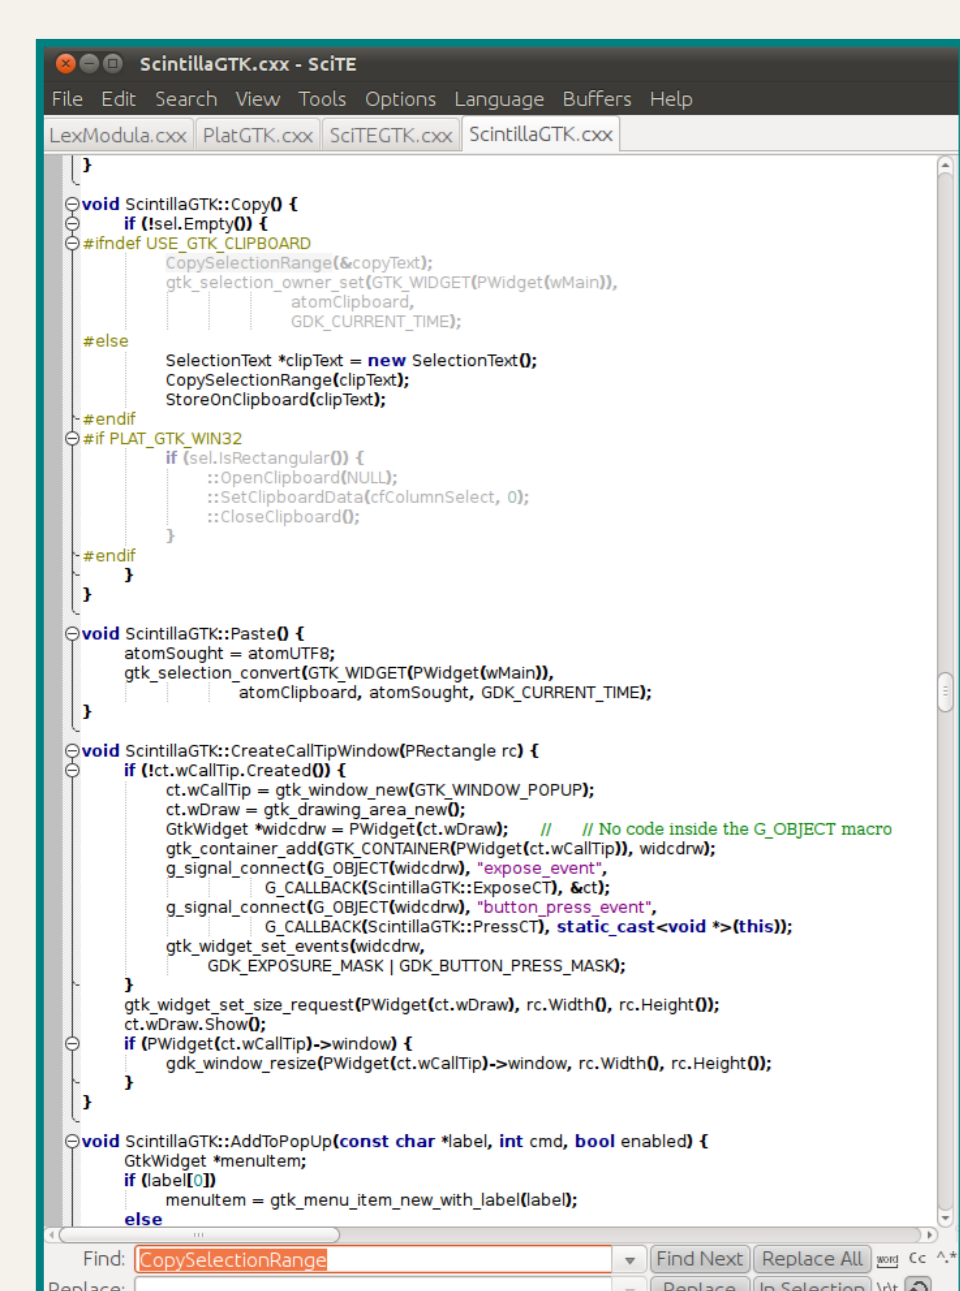 ScintillaGTK.cxx - SciTE
File Edit Search View Tools Options Language Buffers Help
LexModula.cxx PlatGTK.cxx SciTEGTK.cxx ScintillaGTK.cxx
}
void ScintillaGTK::Copy() {
if (!sel.Empty()) {
#ifndef USE_GTK_CLIPBOARD
CopySelectionRange(&copyText);
gtk_selection_owner_set(GTK_WIDGET(PWidget(wMain)),
atomClipboard,
GDK_CURRENT_TIME);
#else
SelectionText *clipText = new SelectionText();
CopySelectionRange(clipText);
StoreOnClipboard(clipText);
#endif
#if PLAT_GTK_WIN32
if (sel.IsRectangular()) {
::OpenClipboard(NULL);
::SetClipboardData(cfColumnSelect, 0);
::CloseClipboard();
}
#endif
}
}
void ScintillaGTK::Paste() {
atomSought = atomUTF8;
gtk_selection_convert(GTK_WIDGET(PWidget(wMain)),
atomClipboard, atomSought, GDK_CURRENT_TIME);
}
void ScintillaGTK::CreateCallTipWindow(PRectangle rc) {
if (!ct.wCallTip.Created()) {
ct.wCallTip = gtk_window_new(GTK_WINDOW_POPUP);
ct.wDraw = gtk_drawing_area_new();
GtkWidget *widcdrw = PWidget(ct.wDraw); // // No code inside the G_OBJECT macro
gtk_container_add(GTK_CONTAINER(PWidget(ct.wCallTip)), widcdrw);
g_signal_connect(G_OBJECT(widcdrw), "expose_event",
G_CALLBACK(ScintillaGTK::ExposeCT), &ct);
g_signal_connect(G_OBJECT(widcdrw), "button_press_event",
G_CALLBACK(ScintillaGTK::PressCT), static_cast<void *>(this));
gtk_widget_set_events(widcdrw,
GDK_EXPOSURE_MASK | GDK_BUTTON_PRESS_MASK);
}
gtk_widget_set_size_request(PWidget(ct.wDraw), rc.Width(), rc.Height());
ct.wDraw.Show();
if (PWidget(ct.wCallTip)->window) {
gdk_window_resize(PWidget(ct.wCallTip)->window, rc.Width(), rc.Height());
}
}
void ScintillaGTK::AddToPopUp(const char *label, int cmd, bool enabled) {
GtkWidget *menuItem;
if (label[0])
menuItem = gtk_menu_item_new_with_label(label);
else
Find: CopySelectionRange Find Next Replace All word Cc ^.*
Replace: Replace In Selection \r\t